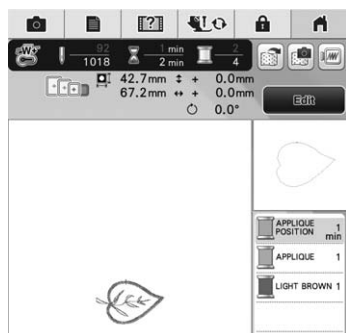 92 1 min 2
1018 2 min 4
42.7mm + 0.0mm
67.2mm + 0.0mm
0.0°
Edit
APPLIQUE 1
POSITION min
APPLIQUE 1
LIGHT BROWN 1